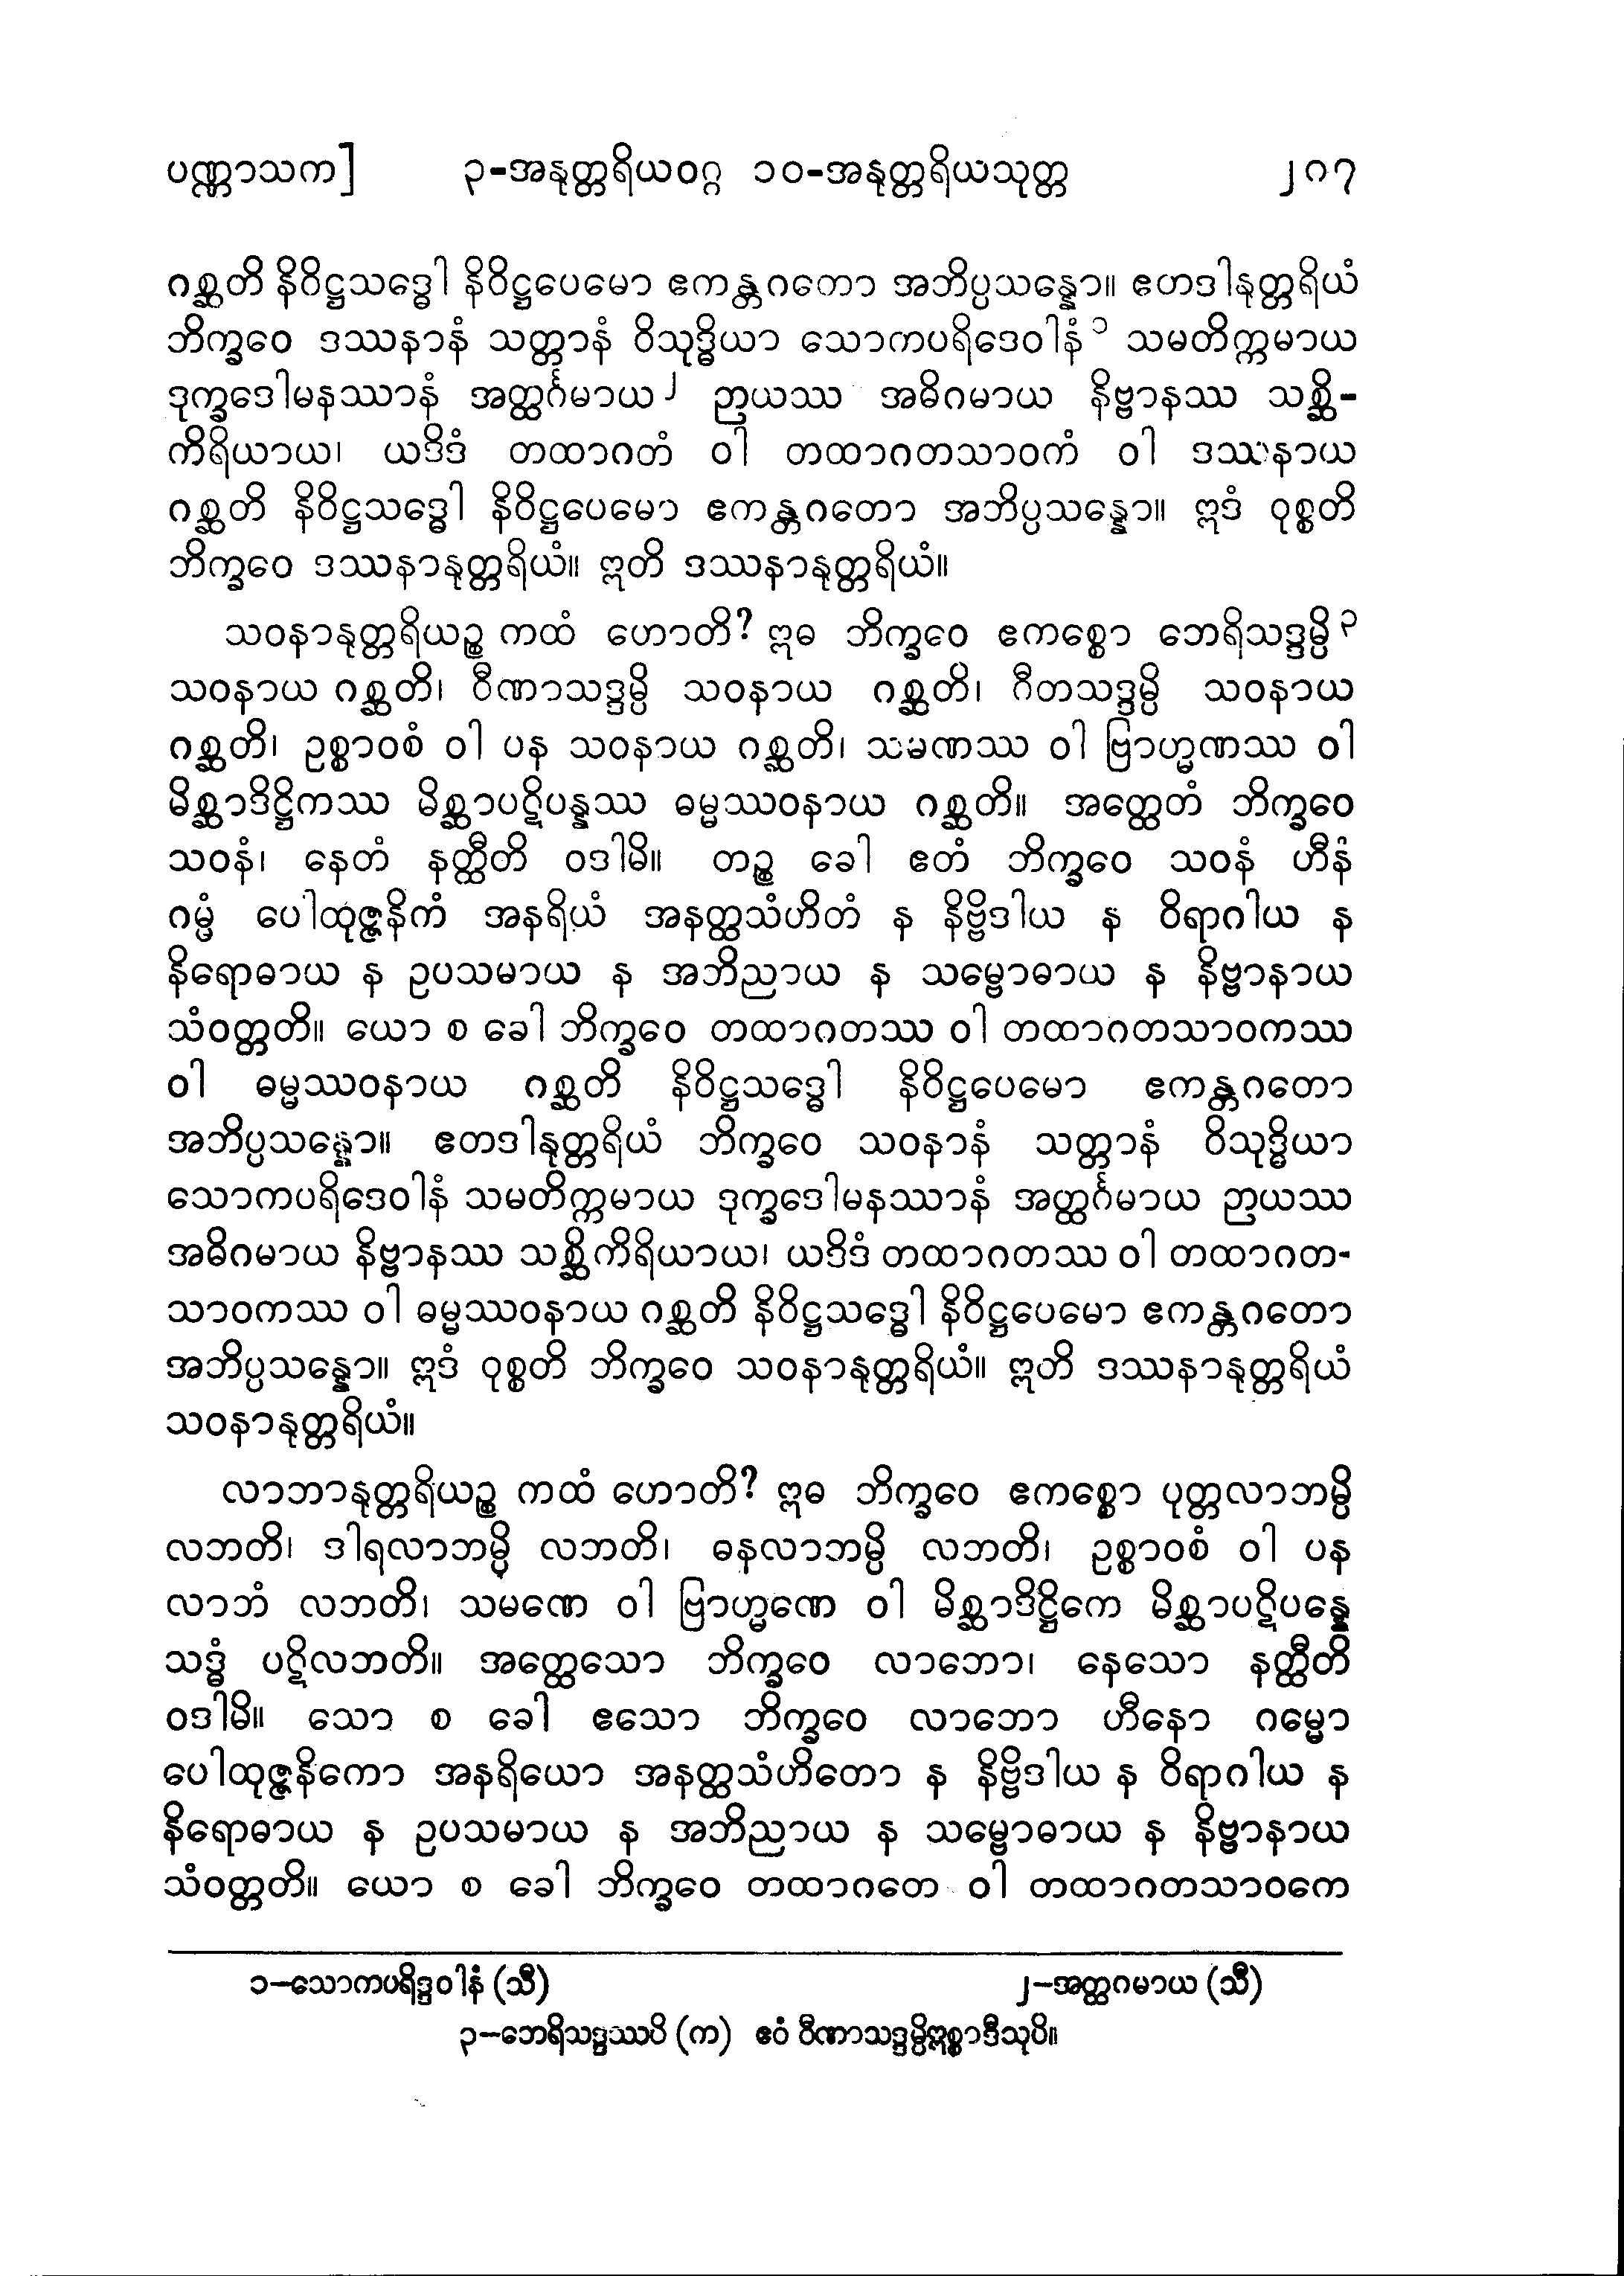 ပဏ္ဏာသက] ၃-အနုတ္တရိယဝဂ္ဂ ၁၀-အနုတ္တရိယသုတ္တ ၂၈၇
ဂစ္ဆတိ နိဝိဋ္ဌသဒ္ဓေါ နိဝိဋ္ဌပေမော ဧကန္တဂတော အဘိပ္ပသန္နော။ ဧတဒါနုတ္တရိယံ
ဘိက္ခဝေ ဒဿနာနံ သတ္တာနံ ဝိသုဒ္ဓိယာ သောကပရိဒေဝါနံ ၁ သမတိက္ကမာယ
ဒုက္ခဒေါမနဿာနံ အတ္ထင်္ဂမာယ ၂ ဉာယဿ အဓိဂမာယ နိဗ္ဗာနဿ သစ္ဆိ-
ကိရိယာယ၊ ယဒိဒံ တထာဂတံ ဝါ တထာဂတသာဝကံ ဝါ ဒဿနာယ
ဂစ္ဆတိ နိဝိဋ္ဌသဒ္ဓေါ နိဝိဋ္ဌပေမော ဧကန္တဂတော အဘိပ္ပသန္နော။ ဣဒံ ဝုစ္စတိ
ဘိက္ခဝေ ဒဿနာနုတ္တရိယံ။ ဣတိ ဒဿနာနုတ္တရိယံ။
သဝနာနုတ္တရိယဉ္စ ကထံ ဟောတိ? ဣဓ ဘိက္ခဝေ ဧကစ္စော ဘေရိသဒ္ဒမ္ပိ ၃
သဝနာယ ဂစ္ဆတိ၊ ဝီဏာသဒ္ဒမ္ပိ သဝနာယ ဂစ္ဆတိ၊ ဂီတသဒ္ဒမ္ပိ သဝနာယ
ဂစ္ဆတိ၊ ဥစ္စာဝစံ ဝါ ပန သဝနာယ ဂစ္ဆတိ၊ သမဏဿ ဝါ ဗြာဟ္မဏဿ ဝါ
မိစ္ဆာဒိဋ္ဌိကဿ မိစ္ဆာပဋိပန္နဿ ဓမ္မဿဝနာယ ဂစ္ဆတိ။ အတ္ထေတံ ဘိက္ခဝေ
သဝနံ၊ နေတံ နတ္ထီတိ ဝဒါမိ။ တဉ္စ ခေါ ဧတံ ဘိက္ခဝေ သဝနံ ဟီနံ
ဂမ္မံ ပေါထုဇ္ဇနိကံ အနရိယံ အနတ္ထသံဟိတံ န နိဗ္ဗိဒါယ န ဝိရာဂါယ န
နိရောဓာယ န ဥပသမာယ န အဘိညာယ န သမ္ဗောဓာယ န နိဗ္ဗာနာယ
သံဝတ္တတိ။ ယော စ ခေါ ဘိက္ခဝေ တထာဂတဿ ဝါ တထာဂတသာဝကဿ
ဝါ ဓမ္မဿဝနာယ ဂစ္ဆတိ နိဝိဋ္ဌသဒ္ဓေါ နိဝိဋ္ဌပေမော ဧကန္တဂတော
အဘိပ္ပသန္နော။ ဧတဒါနုတ္တရိယံ ဘိက္ခဝေ သဝနာနံ သတ္တာနံ ဝိသုဒ္ဓိယာ
သောကပရိဒေဝါနံ သမတိက္ကမာယ ဒုက္ခဒေါမနဿာနံ အတ္ထင်္ဂမာယ ဉာယဿ
အဓိဂမာယ နိဗ္ဗာနဿ သစ္ဆိကိရိယာယ၊ ယဒိဒံ တထာဂတဿ ဝါ တထာဂတ-
သာဝကဿ ဝါ ဓမ္မဿဝနာယ ဂစ္ဆတိ နိဝိဋ္ဌသဒ္ဓေါ နိဝိဋ္ဌပေမော ဧကန္တဂတော
အဘိပ္ပသန္နော။ ဣဒံ ဝုစ္စတိ ဘိက္ခဝေ သဝနာနုတ္တရိယံ။ ဣတိ ဒဿနာနုတ္တရိယံ
သဝနာနုတ္တရိယံ။
လာဘာနုတ္တရိယဉ္စ ကထံ ဟောတိ? ဣဓ ဘိက္ခဝေ ဧကစ္စော ပုတ္တလာဘမ္ပိ
လဘတိ၊ ဒါရလာဘမ္ပိ လဘတိ၊ ဓနလာဘမ္ပိ လဘတိ၊ ဥစ္စာဝစံ ဝါ ပန
လာဘံ လဘတိ၊ သမဏေ ဝါ ဗြာဟ္မဏေ ဝါ မိစ္ဆာဒိဋ္ဌိကေ မိစ္ဆာပဋိပန္နေ
သဒ္ဓံ ပဋိလဘတိ။ အတ္ထေသော ဘိက္ခဝေ လာဘော၊ နေသော နတ္ထီတိ
ဝဒါမိ။ သော စ ခေါ ဧသော ဘိက္ခဝေ လာဘော ဟီနော ဂမ္မော
ပေါထုဇ္ဇနိကော အနရိယော အနတ္ထသံဟိတော န နိဗ္ဗိဒါယ န ဝိရာဂါယ န
နိရောဓာယ န ဥပသမာယ န အဘိညာယ န သမ္ဗောဓာယ န နိဗ္ဗာနာယ
သံဝတ္တတိ။ ယော စ ခေါ ဘိက္ခဝေ တထာဂတေ ဝါ တထာဂတသာဝကေ
၁-သောကပရိဒ္ဒဝါနံ (သီ) ၂-အတ္ထဂမာယ (သီ)
၃-ဘေရိသဒ္ဒဿပိ (က) ဧဝံ ဝီဏာသဒ္ဒမ္ပိဣစ္စာဒီသုပိ။